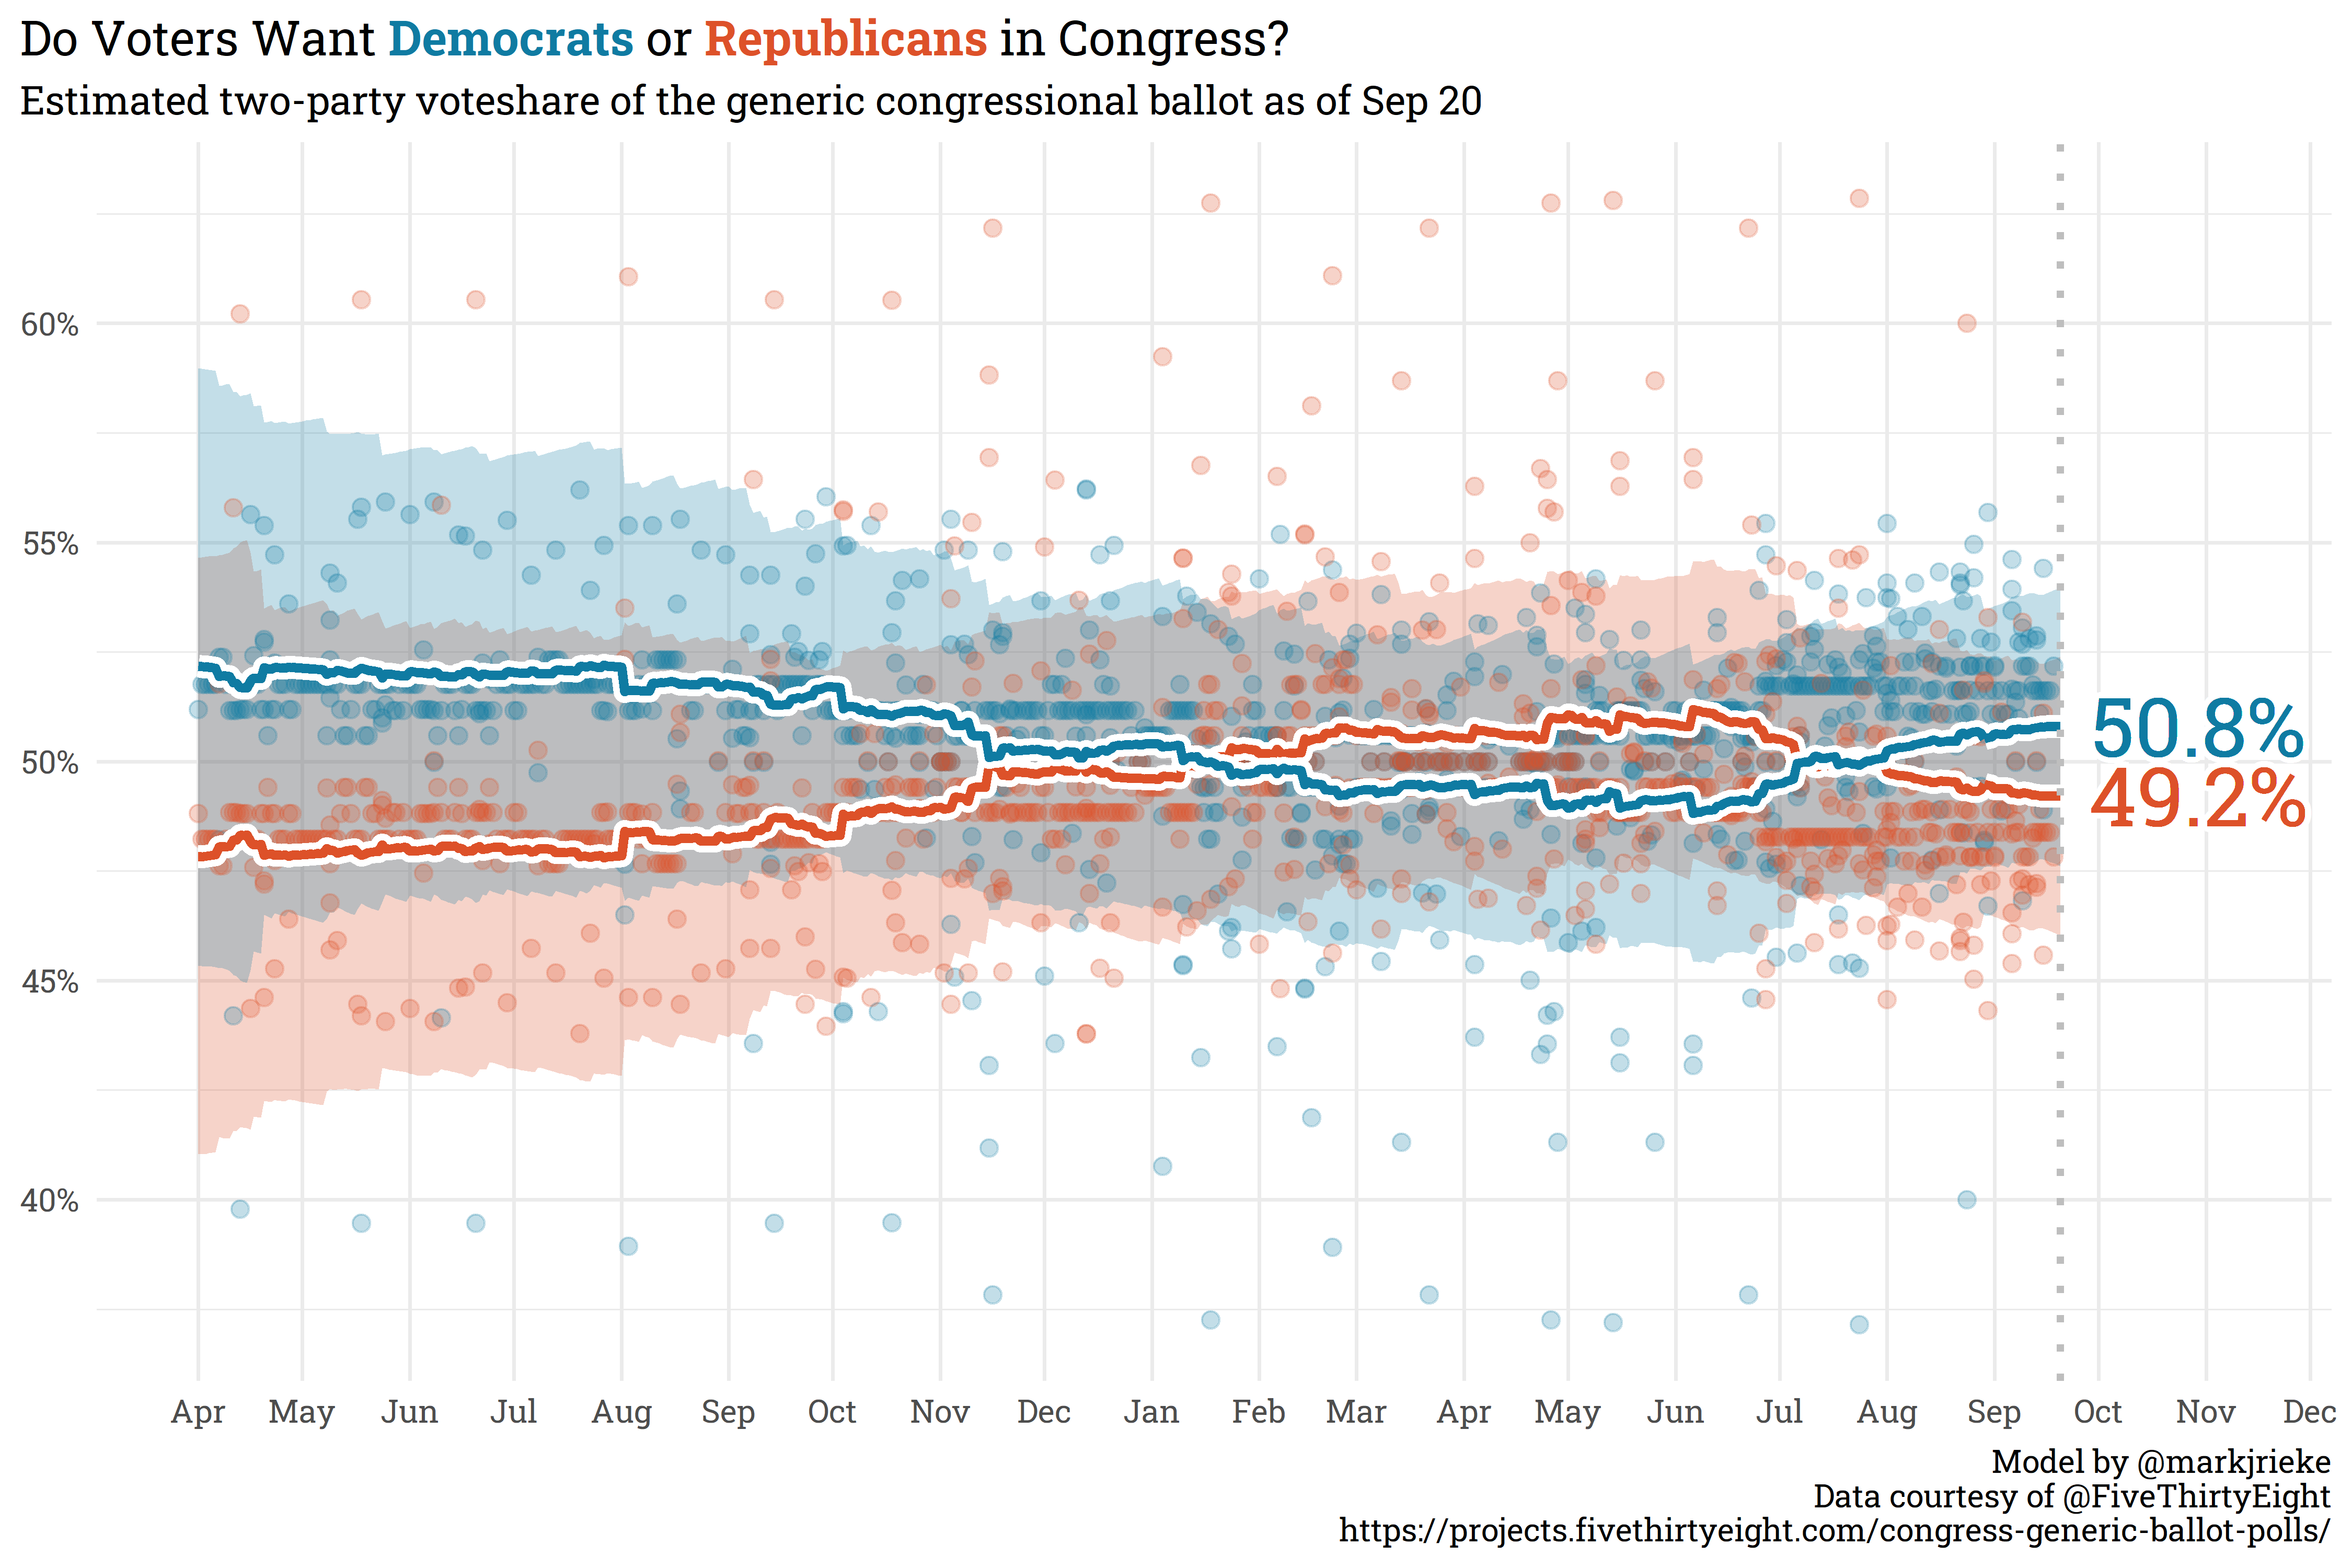 Do Voters Want Democrats or Republicans in Congress?
Estimated two-party voteshare of the generic congressional ballot as of Sep 20
60%
55%
50%
45%
40%
50.8%
49.2%
Apr May Jun Jul Aug Sep Oct Nov Dec Jan Feb Mar Apr May Jun Jul Aug Sep Oct Nov Dec
Model by @markjrieke
Data courtesy of @FiveThirtyEight
https://projects.fivethirtyeight.com/congress-generic-ballot-polls/